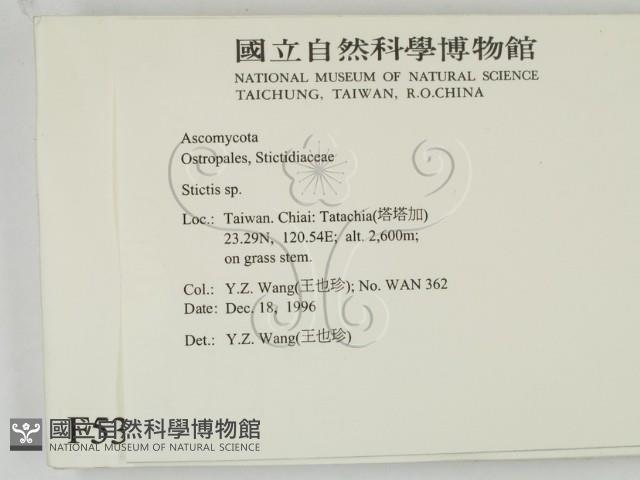 國立自然科學博物館
NATIONAL MUSEUM OF NATURAL SCIENCE
TAICHUNG, TAIWAN, R.O.CHINA
Ascomycota
Ostropales, Stictidiaceae
Stictis sp.
Loc.: Taiwan. Chiai: Tatachia(塔塔加)
23.29N, 120.54E; alt. 2,600m;
on grass stem.
Col.: Y.Z. Wang(王也珍); No. WAN 362
Date: Dec. 18, 1996
Det.: Y.Z. Wang(王也珍)
F53
國立自然科學博物館
NATIONAL MUSEUM OF NATURAL SCIENCE